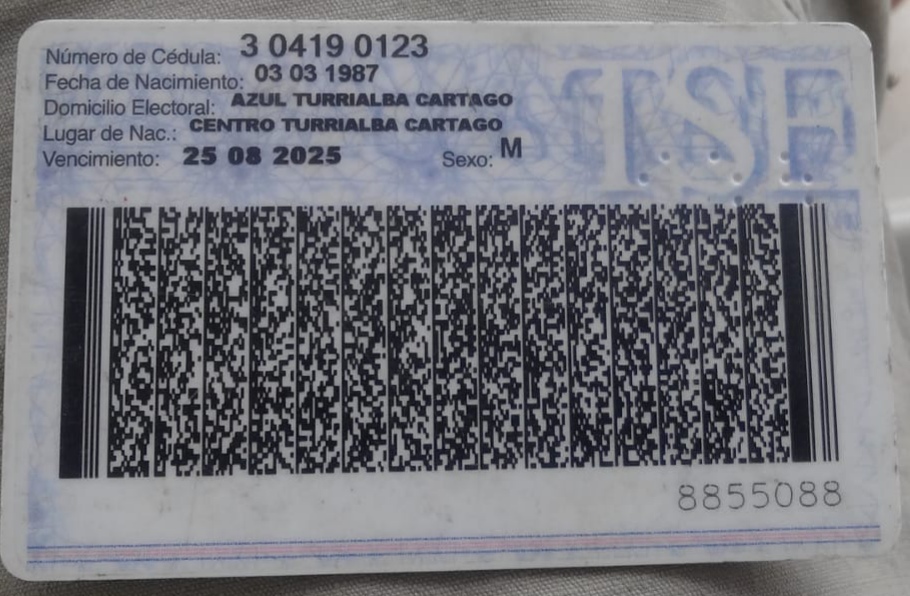 Número de Cédula: 3 0419 0123
Fecha de Nacimiento: 03 03 1987
Domicilio Electoral: AZUL TURRIALBA CARTAGO
Lugar de Nac.: CENTRO TURRIALBA CARTAGO
Vencimiento: 25 08 2025 Sexo: M
TSE
8855088